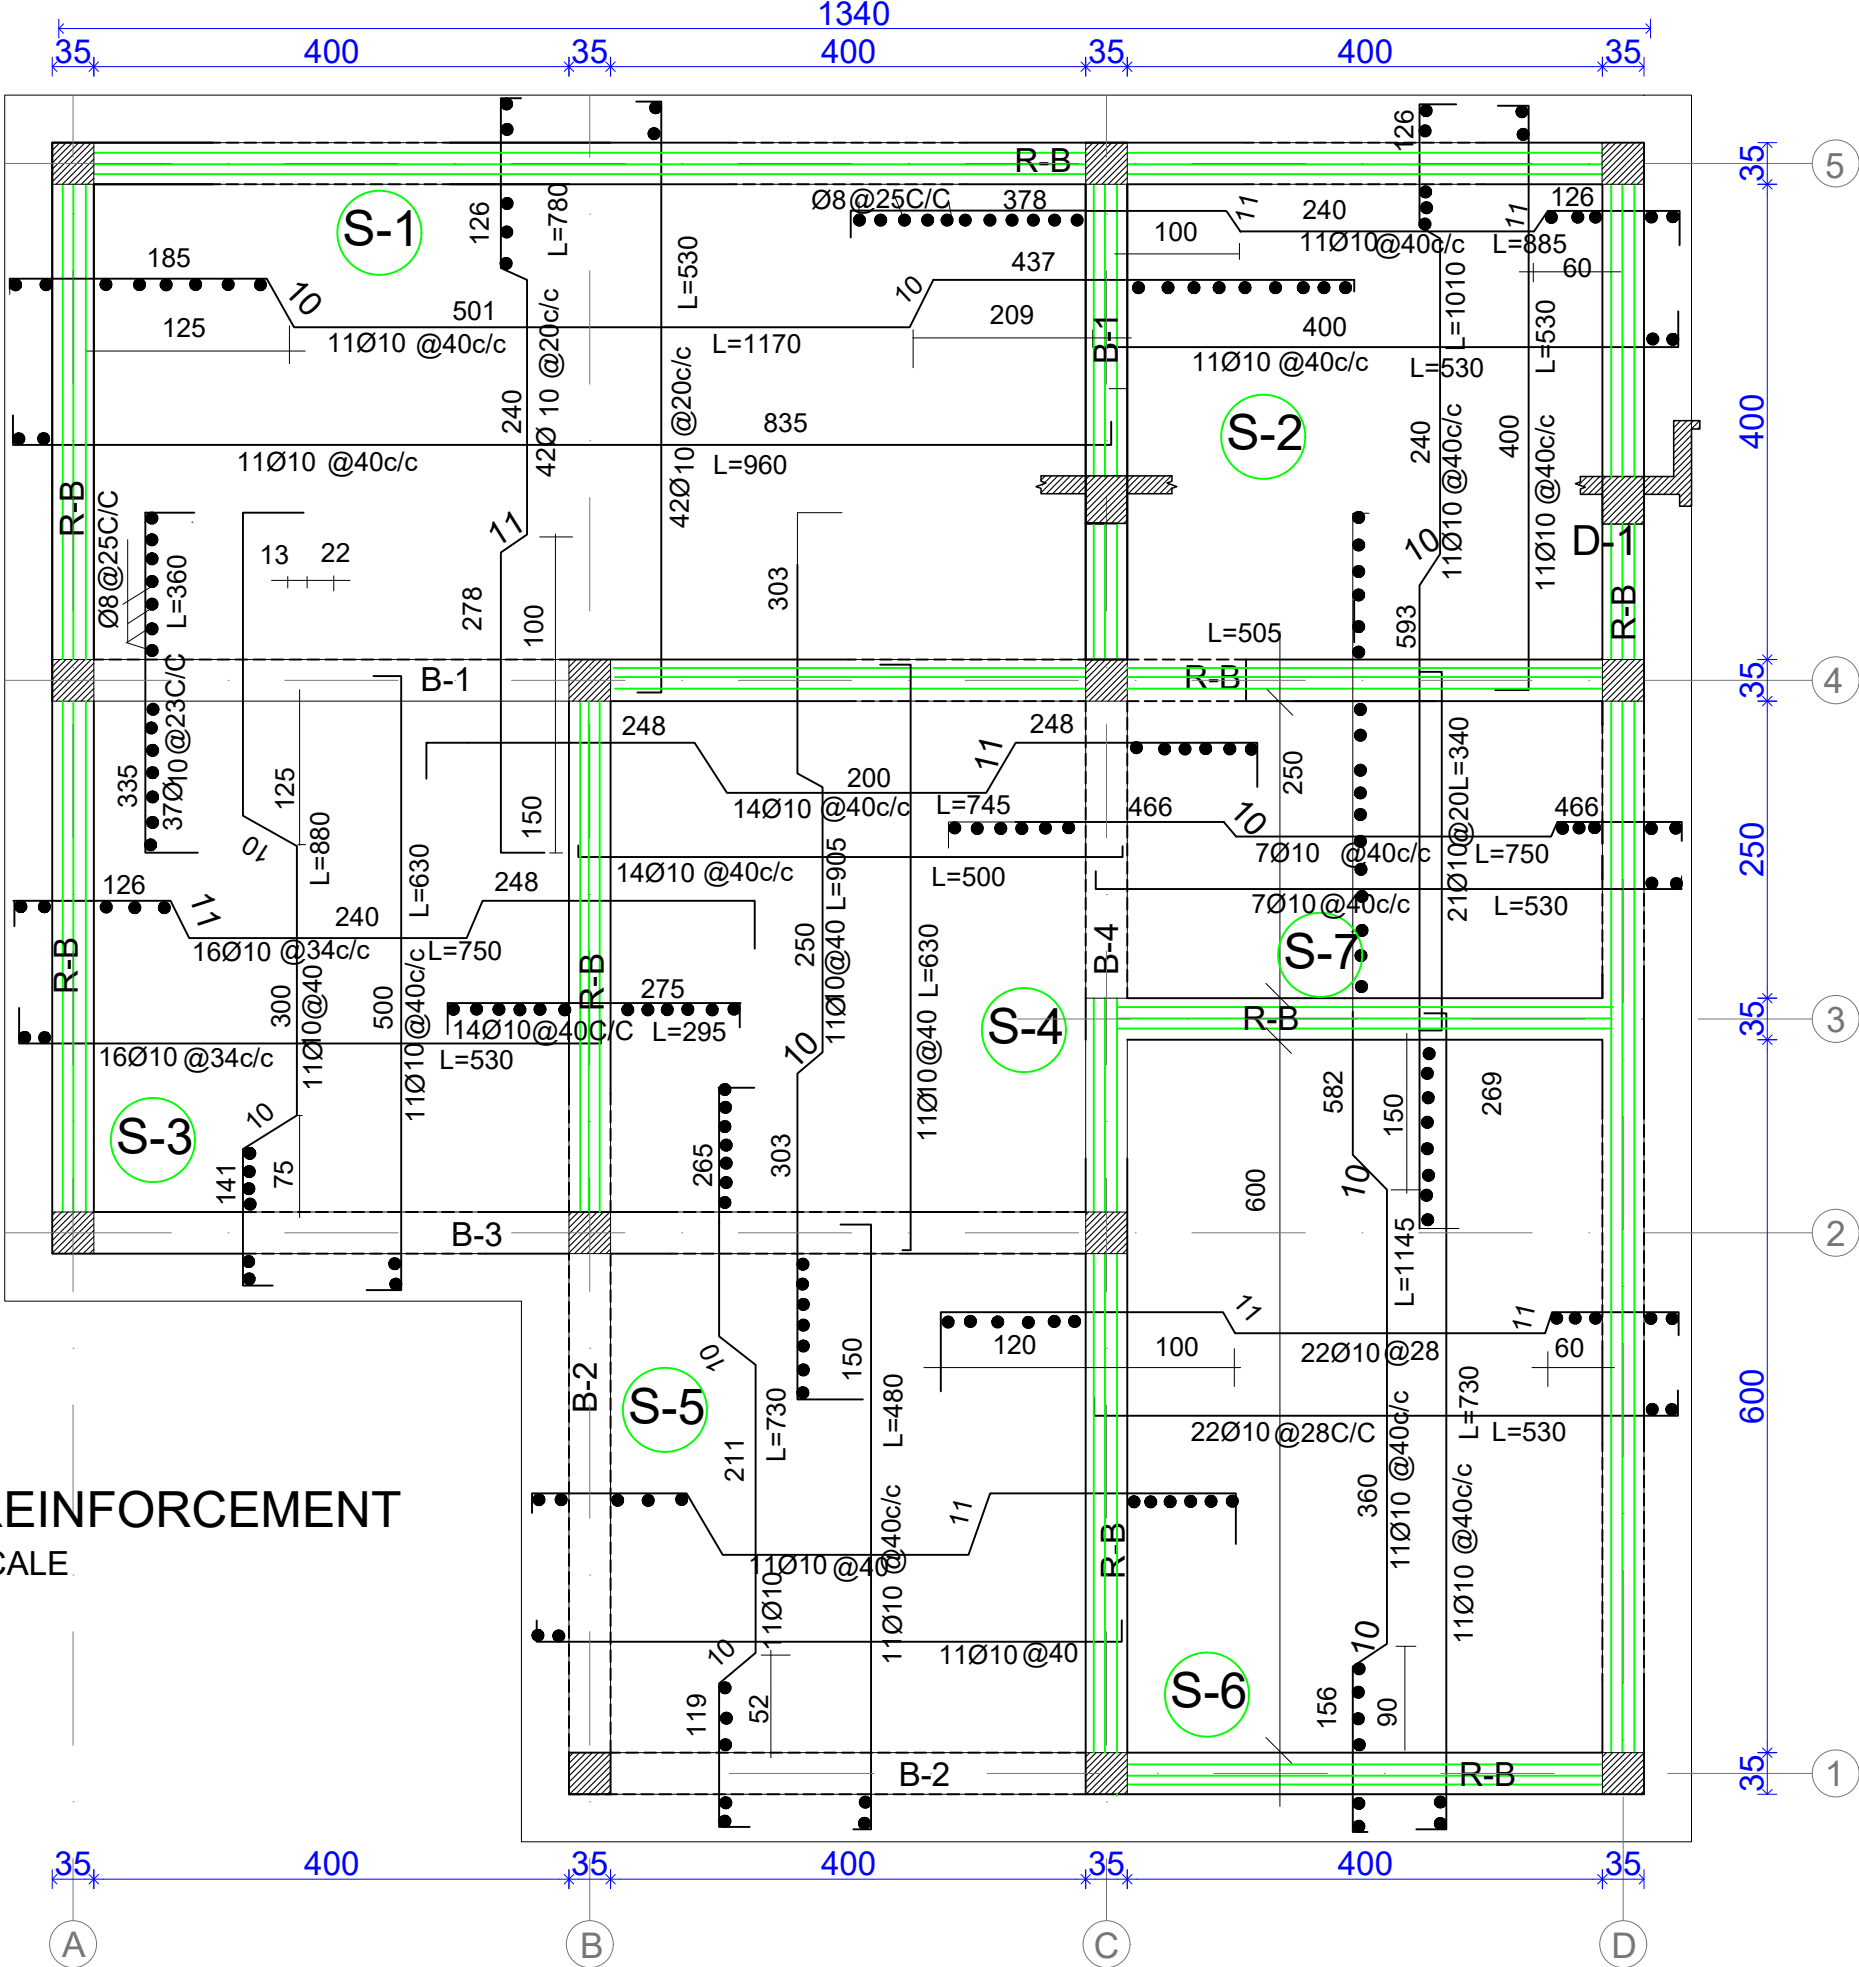 1340
35 400 35 400 35 400 35
R-B
5
35
126
S-1
126
L=780
Ø8@25C/C
378
11
240
11
126
185
L=530
100
11Ø10 @40c/c
L=885
60
10
437
10
501
209
125
11Ø10 @40c/c
L=1170
B-1
400
L=1010
L=530
11Ø10 @40c/c
L=530
42Ø 10 @20c/c
240
42Ø10 @20c/c
835
11Ø10 @40c/c
L=960
S-2
240
11Ø10 @40c/c
400
11Ø10 @40c/c
400
R-B
Ø8@25C/C
11
10
D-1
13 22
L=360
278
100
303
593
R-B
L=505
B-1
R-B
4
35
248
248
335
37Ø10@23C/C
125
150
200
11
14Ø10 @40c/c
L=745
250
466
10
466
21Ø10@20L=340
10
L=880
L=630
14Ø10 @40c/c
L=500
L=905
7Ø10 @40c/c
L=750
250
126
11
248
240
7Ø10 @40c/c
L=530
R-B
16Ø10 @34c/c
L=750
R-B
250
11Ø10@40
L=630
B-4
S-7
300
11Ø10@40
500
11Ø10@40c/c
275
14Ø10@40C/C
L=295
S-4
R-B
3
35
16Ø10 @34c/c
L=530
10
11Ø10@40
582
150
269
S-3
10
141
75
265
303
600
10
B-3
2
L=1145
11
11
120
100
22Ø10 @28
60
B-2
10
150
S-5
L=730
L=480
211
22Ø10 @28C/C
L=530
L=730
600
11Ø10 @40c/c
360
11Ø10 @40c/c
11
REINFORCEMENT
R-B
CALE
11Ø10 @40
11Ø10
11Ø10 @40c/c
10
11Ø10 @40
10
119
52
S-6
156
90
B-2
R-B
35
1
35 400 35 400 35 400 35
A B C D